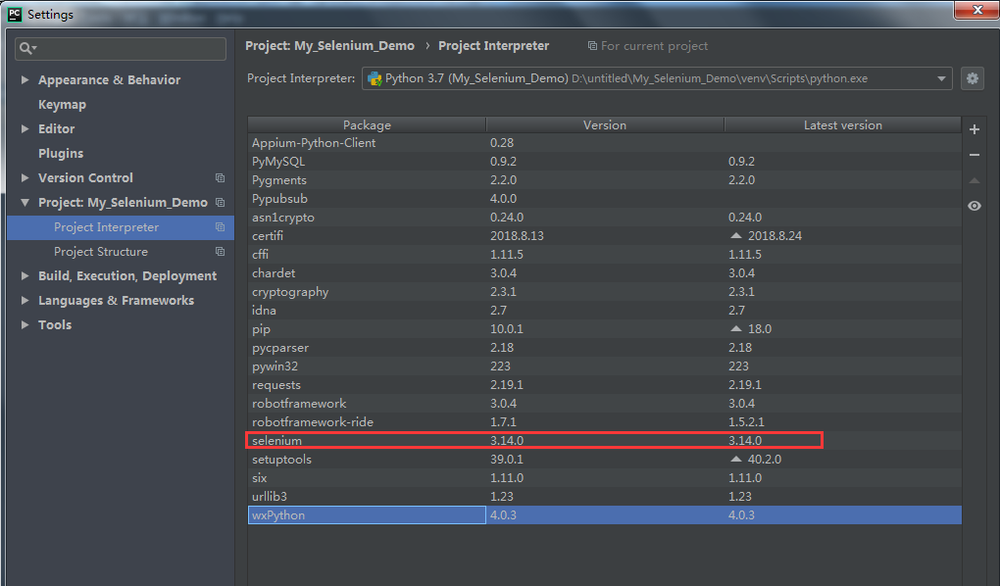 PC Settings
Project: My_Selenium_Demo › Project Interpreter For current project
Appearance & Behavior
Keymap
Editor
Plugins
Version Control
Project: My_Selenium_Demo
Project Interpreter
Project Structure
Build, Execution, Deployment
Languages & Frameworks
Tools
Project Interpreter: Python 3.7 (My_Selenium_Demo) D:\untitled\My_Selenium_Demo\venv\Scripts\python.exe
Package Version Latest version
Appium-Python-Client 0.28
PyMySQL 0.9.2 0.9.2
Pygments 2.2.0 2.2.0
Pypubsub 4.0.0
asn1crypto 0.24.0 0.24.0
certifi 2018.8.13 2018.8.24
cffi 1.11.5 1.11.5
chardet 3.0.4 3.0.4
cryptography 2.3.1 2.3.1
idna 2.7 2.7
pip 10.0.1 18.0
pycparser 2.18 2.18
pywin32 223 223
requests 2.19.1 2.19.1
robotframework 3.0.4 3.0.4
robotframework-ride 1.7.1 1.5.2.1
selenium 3.14.0 3.14.0
setuptools 39.0.1 40.2.0
six 1.11.0 1.11.0
urllib3 1.23 1.23
wxPython 4.0.3 4.0.3